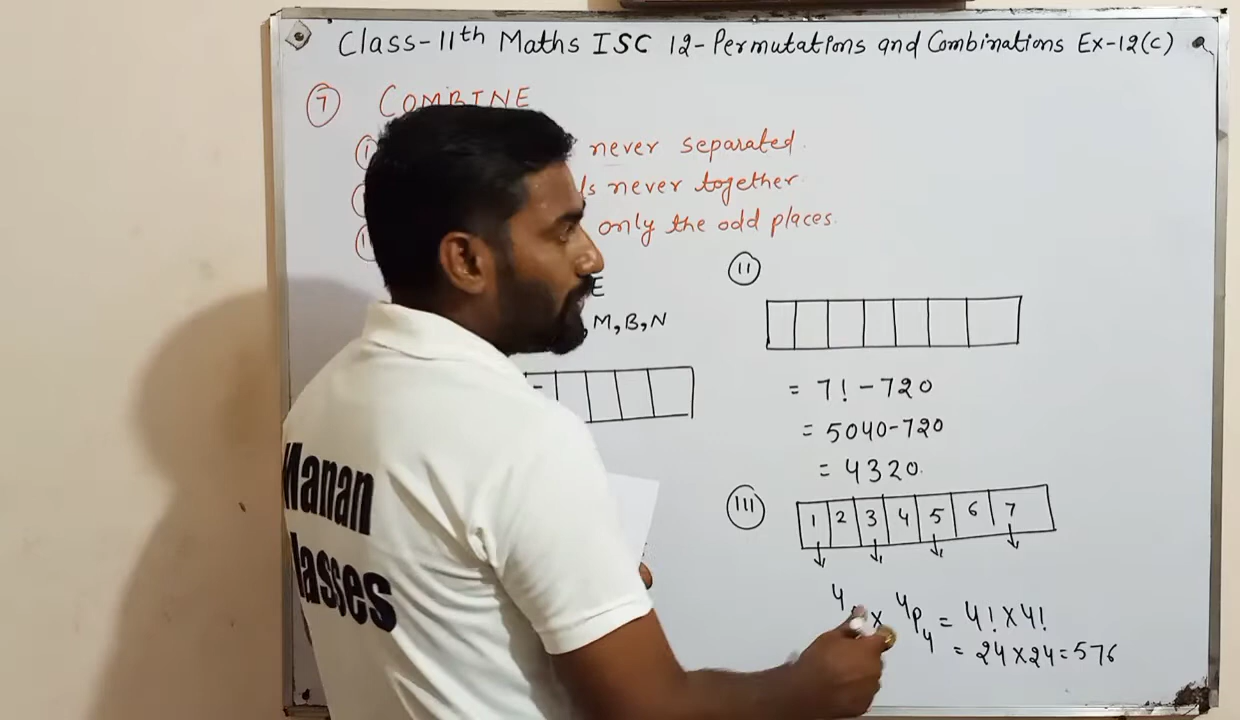 Class-11th Maths ISC 12-Permutations and Combinations Ex-12(c)
7 COMBINE
never separated.
never together
only the odd places.
E
M, B, N
II
= 7! - 720
= 5040-720
= 4320.
III
1 2 3 4 5 6 7
4 x 4P4 = 4! X 4!
= 24 X 24 = 576
Manan
lasses